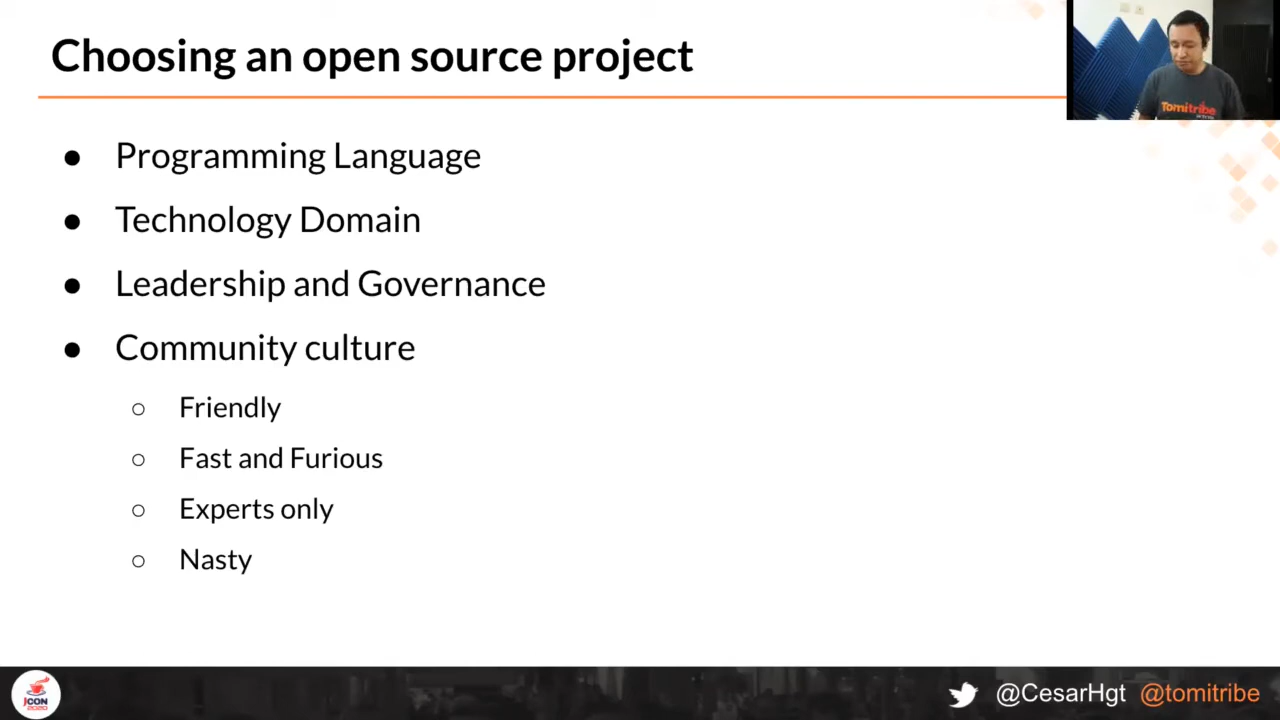 Choosing an open source project
Tomitribe
● Programming Language
● Technology Domain
● Leadership and Governance
● Community culture
○ Friendly
○ Fast and Furious
○ Experts only
○ Nasty
JCON
2020
@CesarHgt @tomitribe